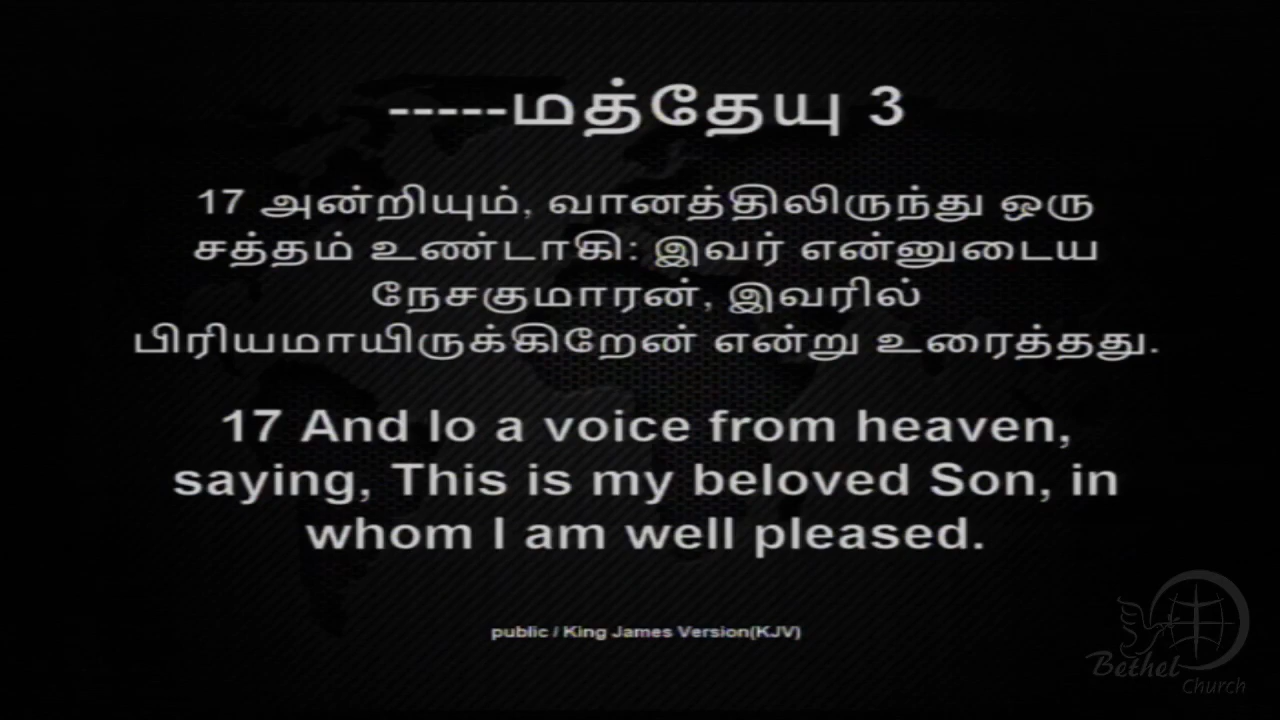 -----மத்தேயு 3
17 அன்றியும், வானத்திலிருந்து ஒரு
சத்தம் உண்டாகி: இவர் என்னுடைய
நேசகுமாரன், இவரில்
பிரியமாயிருக்கிறேன் என்று உரைத்தது.
17 And lo a voice from heaven,
saying, This is my beloved Son, in
whom I am well pleased.
public / King James Version(KJV)
Bethel
Church